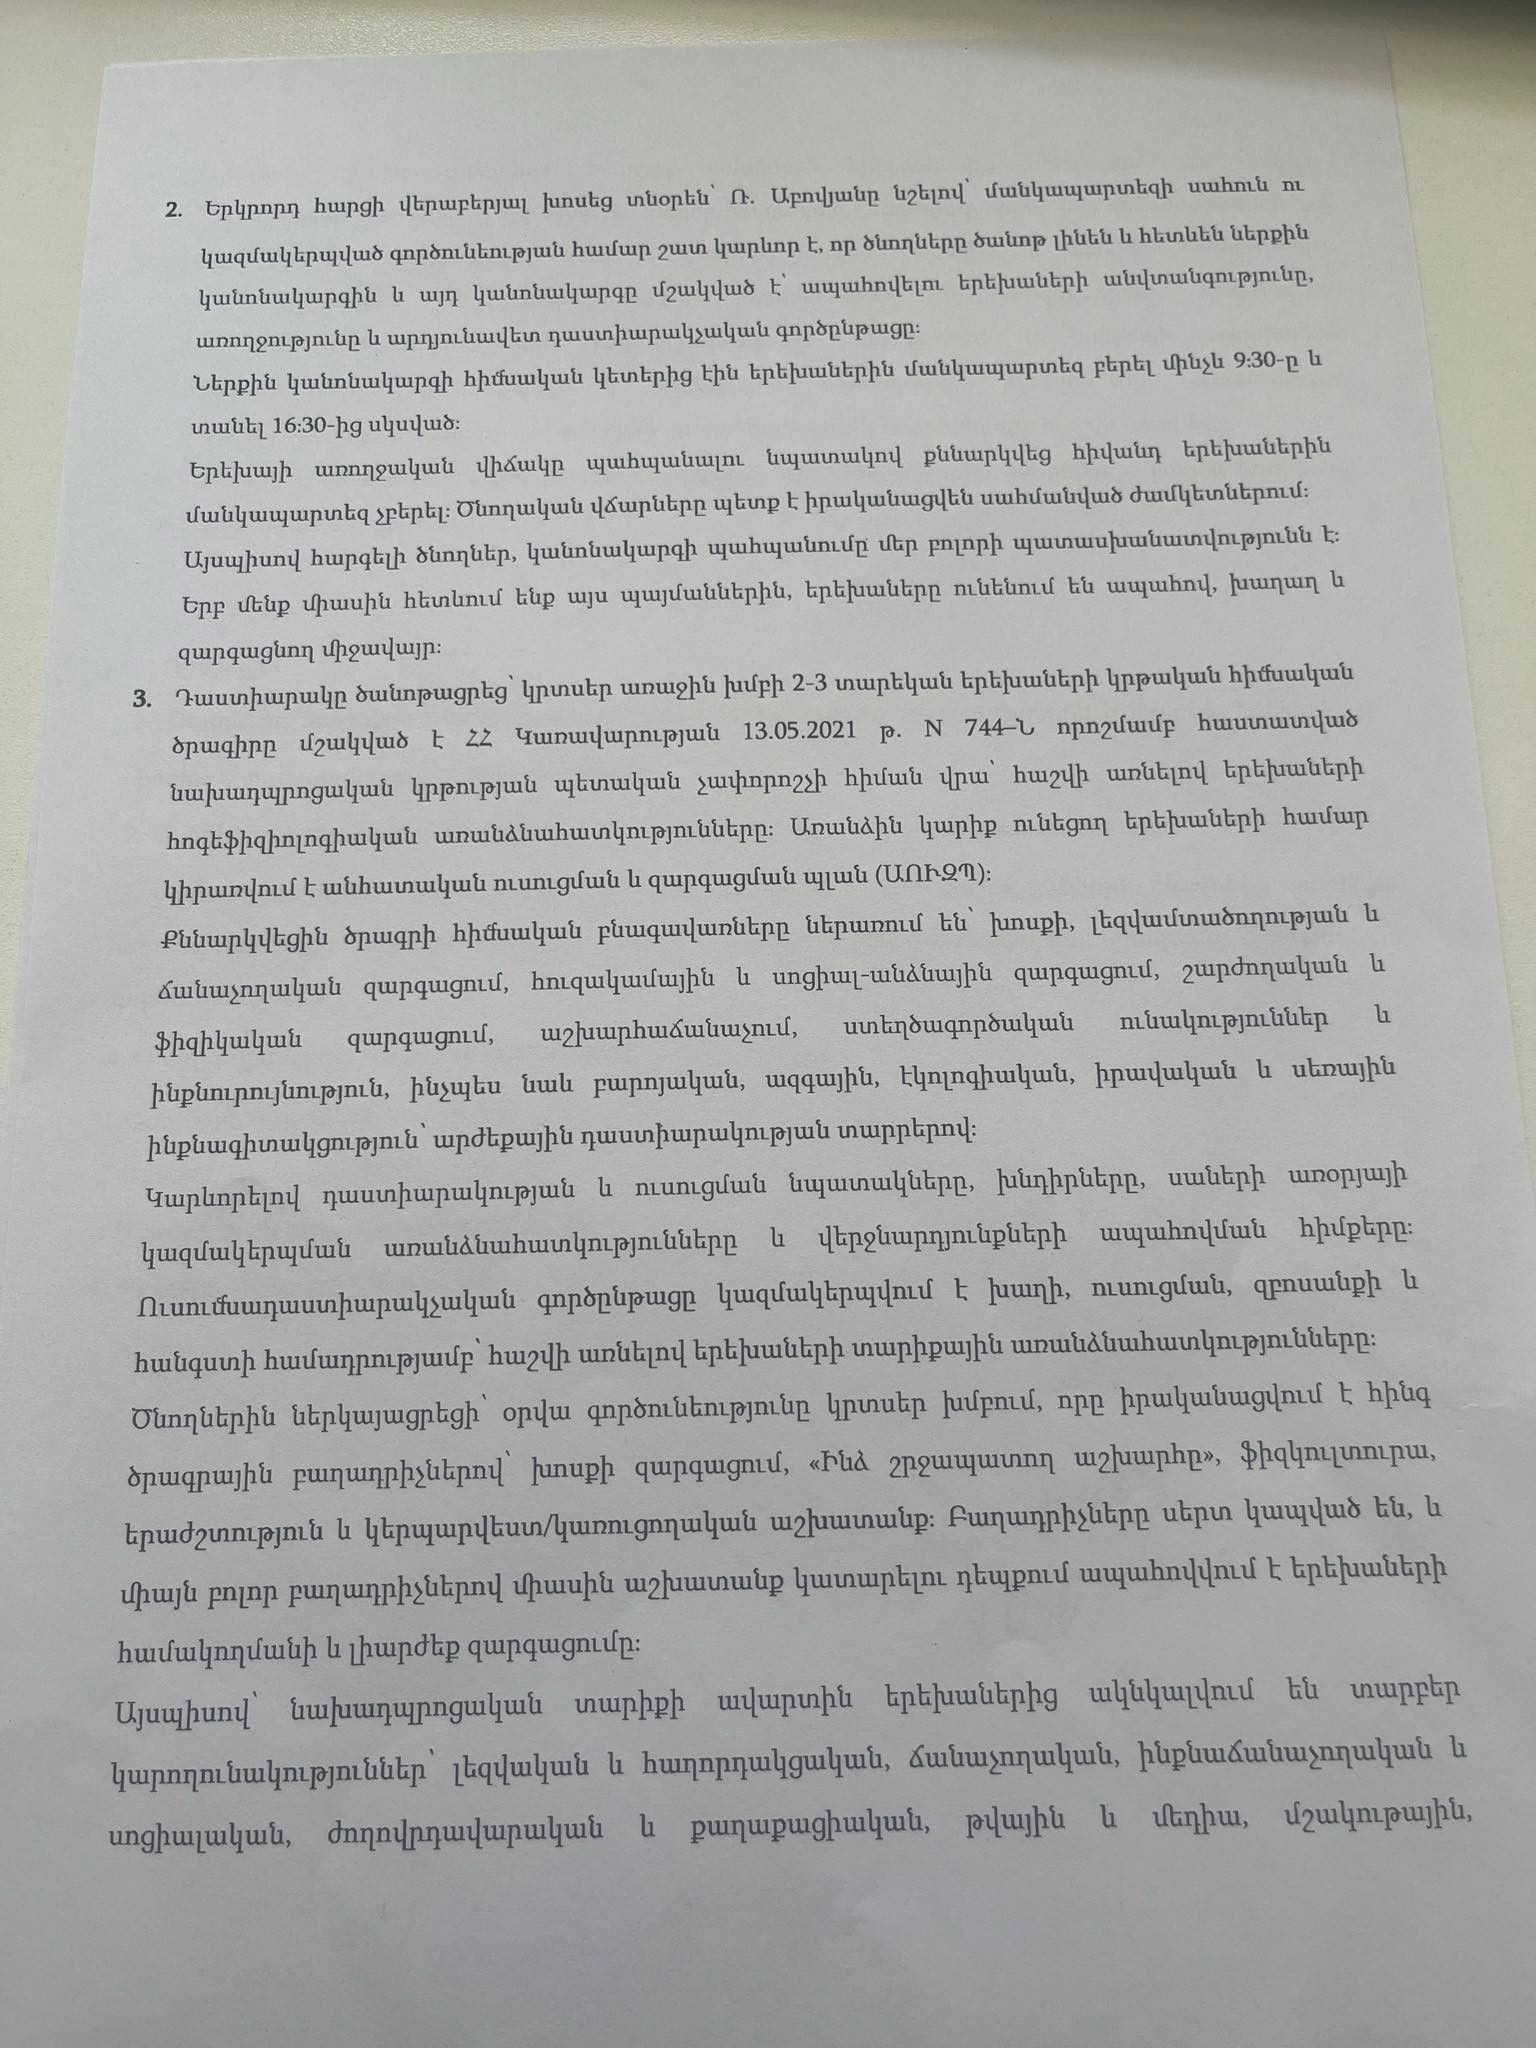 2. Երկրորդ հարցի վերաբերյալ խոսեց տնօրեն՝ Ռ. Աբովյանը նշելով՝ մանկապարտեզի սահուն ու
կազմակերպված գործունեության համար շատ կարևոր է, որ ծնողները ծանոթ լինեն և հետևեն ներքին
կանոնակարգին և այդ կանոնակարգը մշակված է՝ ապահովելու երեխաների անվտանգությունը,
առողջությունը և արդյունավետ դաստիարակչական գործընթացը։
Ներքին կանոնակարգի հիմնական կետերից էին երեխաներին մանկապարտեզ բերել մինչև 9:30-ը և
տանել 16:30-ից սկսված։
Երեխայի առողջական վիճակը պահպանալու նպատակով քննարկվեց հիվանդ երեխաներին
մանկապարտեզ չբերել։ Ծնողական վճարները պետք է իրականացվեն սահմանված ժամկետներում։
Այսպիսով հարգելի ծնողներ, կանոնակարգի պահպանումը մեր բոլորի պատասխանատվությունն է։
Երբ մենք միասին հետևում ենք այս պայմաններին, երեխաները ունենում են ապահով, խաղաղ և
զարգացնող միջավայր։
3. Դաստիարակը ծանոթացրեց՝ կրտսեր առաջին խմբի 2-3 տարեկան երեխաների կրթական հիմնական
ծրագիրը մշակված է ՀՀ Կառավարության 13.05.2021 թ. N 744–Ն որոշմամբ հաստատված
նախադպրոցական կրթության պետական չափորոշչի հիման վրա՝ հաշվի առնելով երեխաների
հոգեֆիզիոլոգիական առանձնահատկությունները։ Առանձին կարիք ունեցող երեխաների համար
կիրառվում է անհատական ուսուցման և զարգացման պլան (ԱՈՒԶՊ)։
Քննարկվեցին ծրագրի հիմնական բնագավառները ներառում են՝ խոսքի, լեզվամտածողության և
ճանաչողական զարգացում, հուզակամային և սոցիալ-անձնային զարգացում, շարժողական և
ֆիզիկական զարգացում, աշխարհաճանաչում, ստեղծագործական ունակություններ և
ինքնուրույնություն, ինչպես նաև բարոյական, ազգային, էկոլոգիական, իրավական և սեռային
ինքնագիտակցություն՝ արժեքային դաստիարակության տարրերով։
Կարևորելով դաստիարակության և ուսուցման նպատակները, խնդիրները, սաների առօրյայի
կազմակերպման առանձնահատկությունները և վերջնարդյունքների ապահովման հիմքերը։
Ուսումնադաստիարակչական գործընթացը կազմակերպվում է խաղի, ուսուցման, զբոսանքի և
հանգստի համադրությամբ՝ հաշվի առնելով երեխաների տարիքային առանձնահատկությունները։
Ծնողներին ներկայացրեցի՝ օրվա գործունեությունը կրտսեր խմբում, որը իրականացվում է հինգ
ծրագրային բաղադրիչներով՝ խոսքի զարգացում, «Ինձ շրջապատող աշխարհը», ֆիզկուլտուրա,
երաժշտություն և կերպարվեստ/կառուցողական աշխատանք։ Բաղադրիչները սերտ կապված են, և
միայն բոլոր բաղադրիչներով միասին աշխատանք կատարելու դեպքում ապահովվում է երեխաների
համակողմանի և լիարժեք զարգացումը։
Այսպիսով՝ նախադպրոցական տարիքի ավարտին երեխաներից ակնկալվում են տարբեր
կարողունակություններ՝ լեզվական և հաղորդակցական, ճանաչողական, ինքնաճանաչողական և
սոցիալական, ժողովրդավարական և քաղաքացիական, թվային և մեդիա, մշակութային,